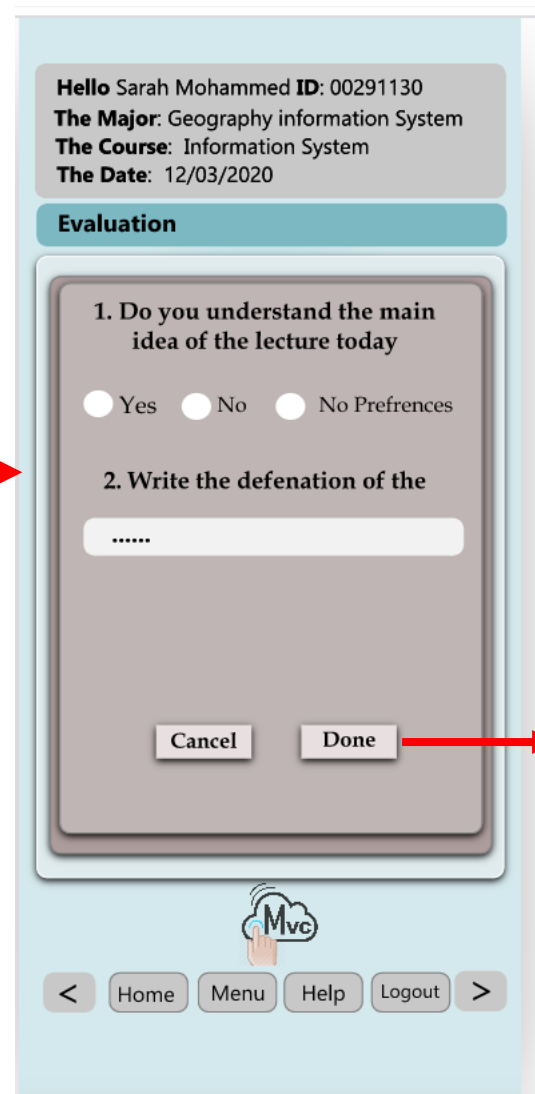 Hello Sarah Mohammed ID: 00291130
The Major: Geography information System
The Course: Information System
The Date: 12/03/2020
Evaluation
1. Do you understand the main
idea of the lecture today
Yes No No Prefrences
2. Write the defenation of the
......
Cancel Done
Mvc
< Home Menu Help Logout >